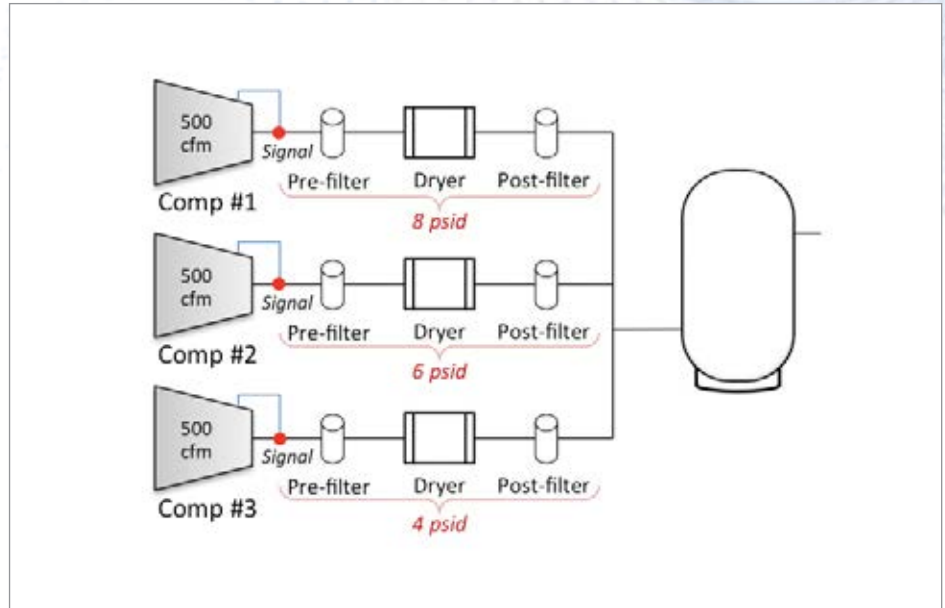 500
cfm
Signal
Pre-filter Dryer Post-filter
Comp #1
8 psid
500
cfm
Signal
Pre-filter Dryer Post-filter
Comp #2
6 psid
500
cfm
Signal
Pre-filter Dryer Post-filter
Comp #3
4 psid